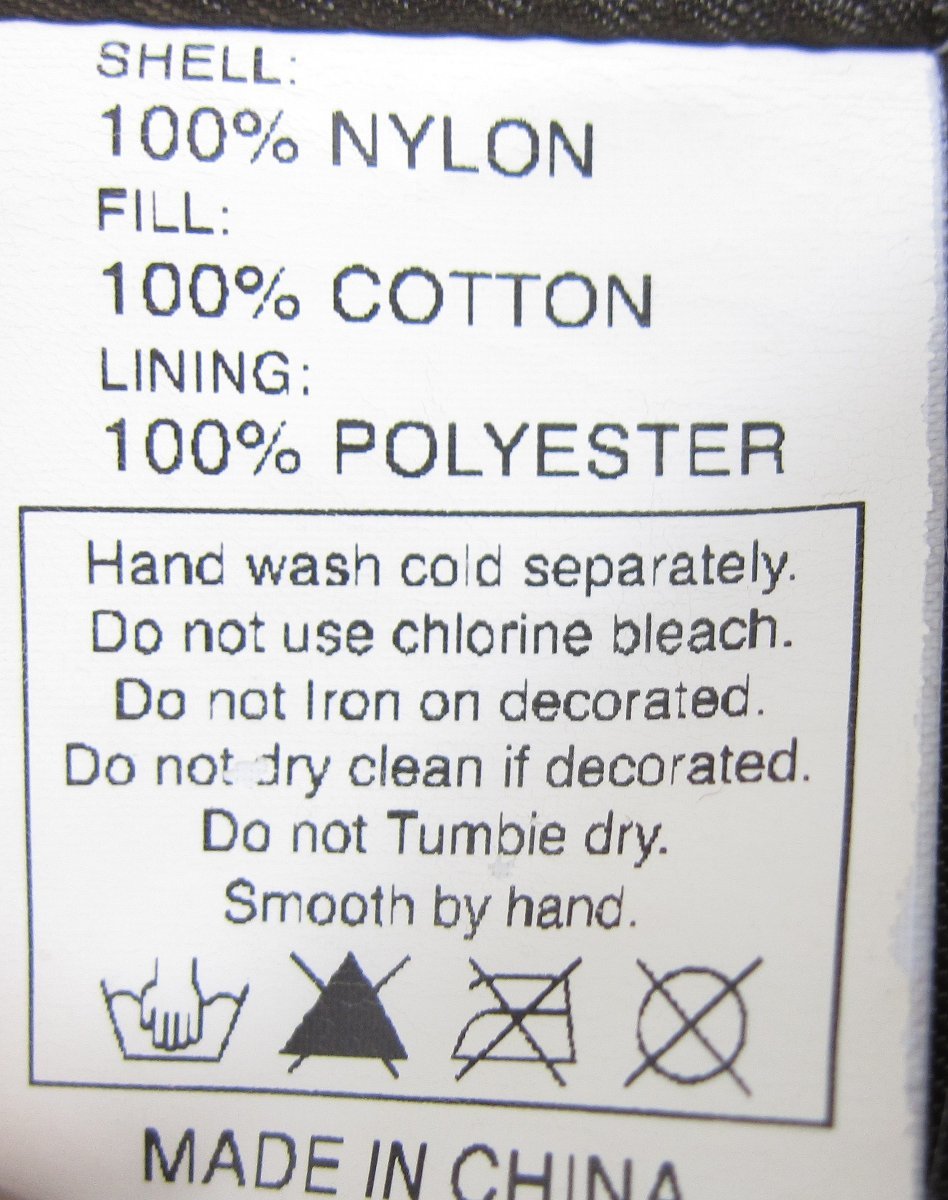 SHELL:
100% NYLON
FILL:
100% COTTON
LINING:
100% POLYESTER
Hand wash cold separately.
Do not use chlorine bleach.
Do not Iron on decorated.
Do not dry clean if decorated.
Do not Tumbie dry.
Smooth by hand.
MADE IN CHINA